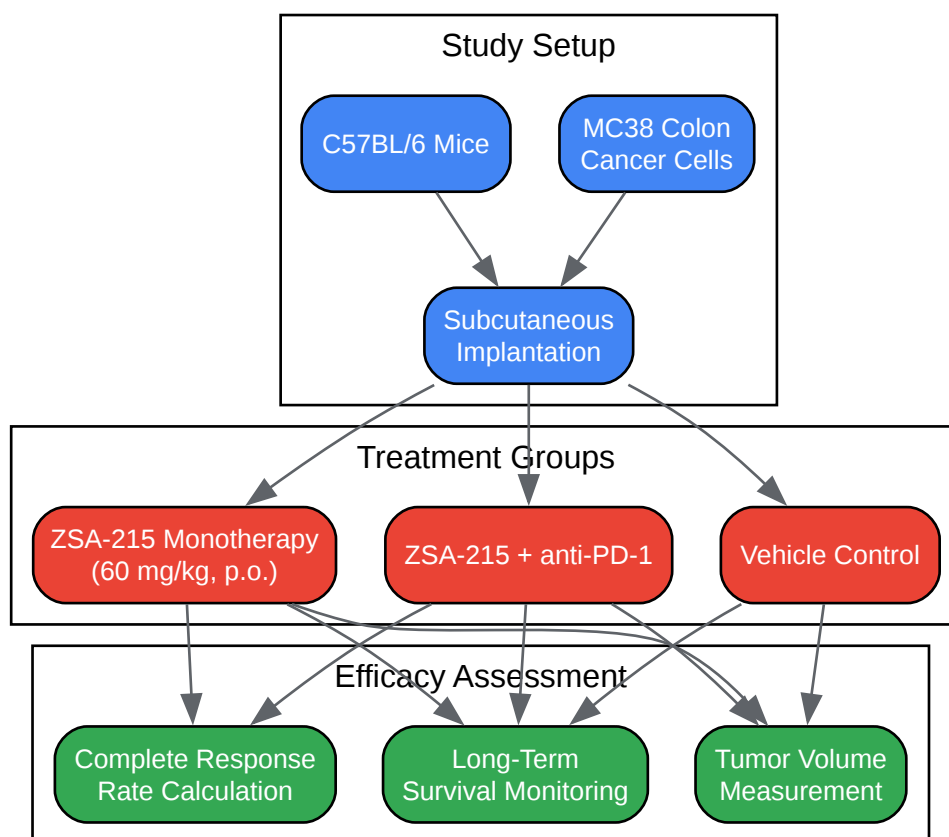 Study Setup
C57BL/6 Mice
MC38 Colon
Cancer Cells
Subcutaneous
Implantation
Treatment Groups
ZSA-215 Monotherapy
(60 mg/kg, p.o.)
ZSA-215 + anti-PD-1
Vehicle Control
Efficacy Assessment
Complete Response
Rate Calculation
Long-Term
Survival Monitoring
Tumor Volume
Measurement